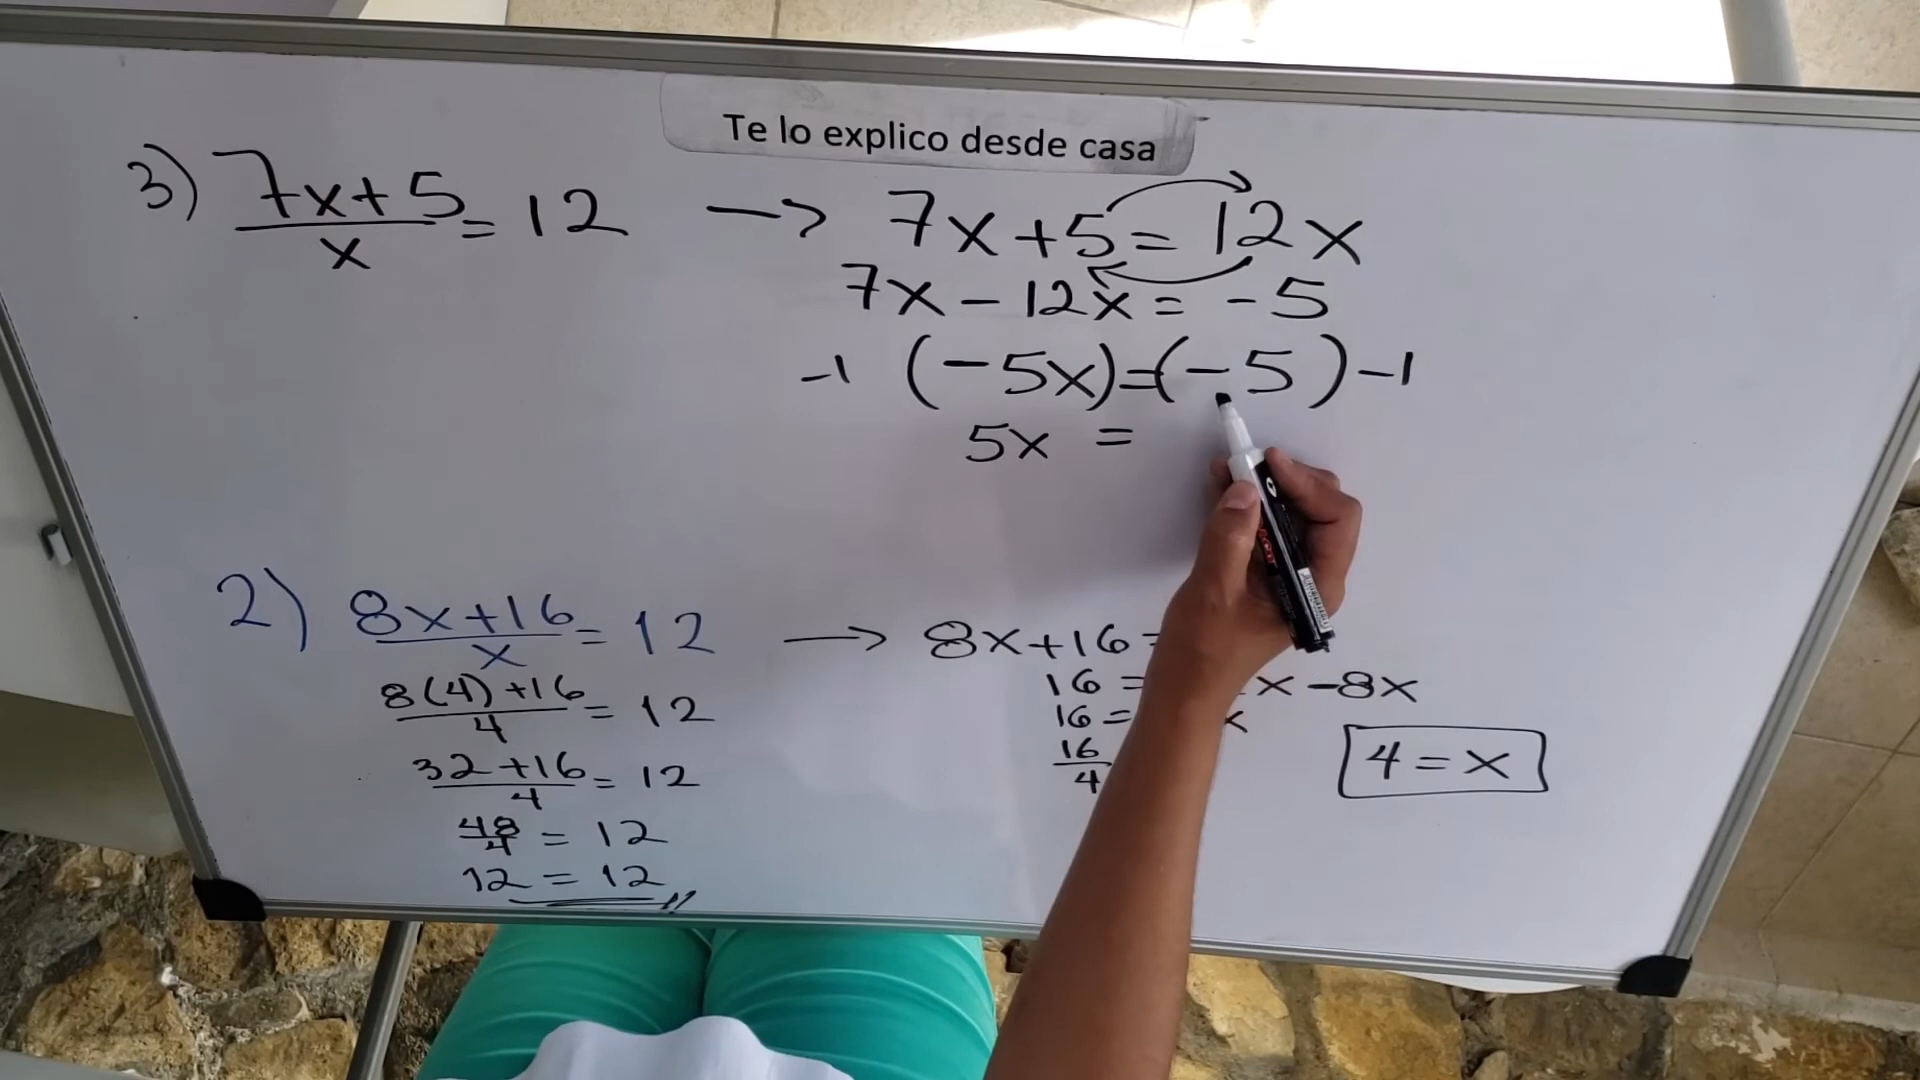 Te lo explico desde casa
3) 7x+5/x = 12 → 7x+5=12x
7x-12x=-5
-1 (-5x)=(-5)-1
5x =
2) 8x+16/x = 12 → 8x+16=
8(4)+16/4 = 12
16 = x-8x
32+16/4 = 12
16 = x
16/4
4=x
48/4 = 12
12 = 12